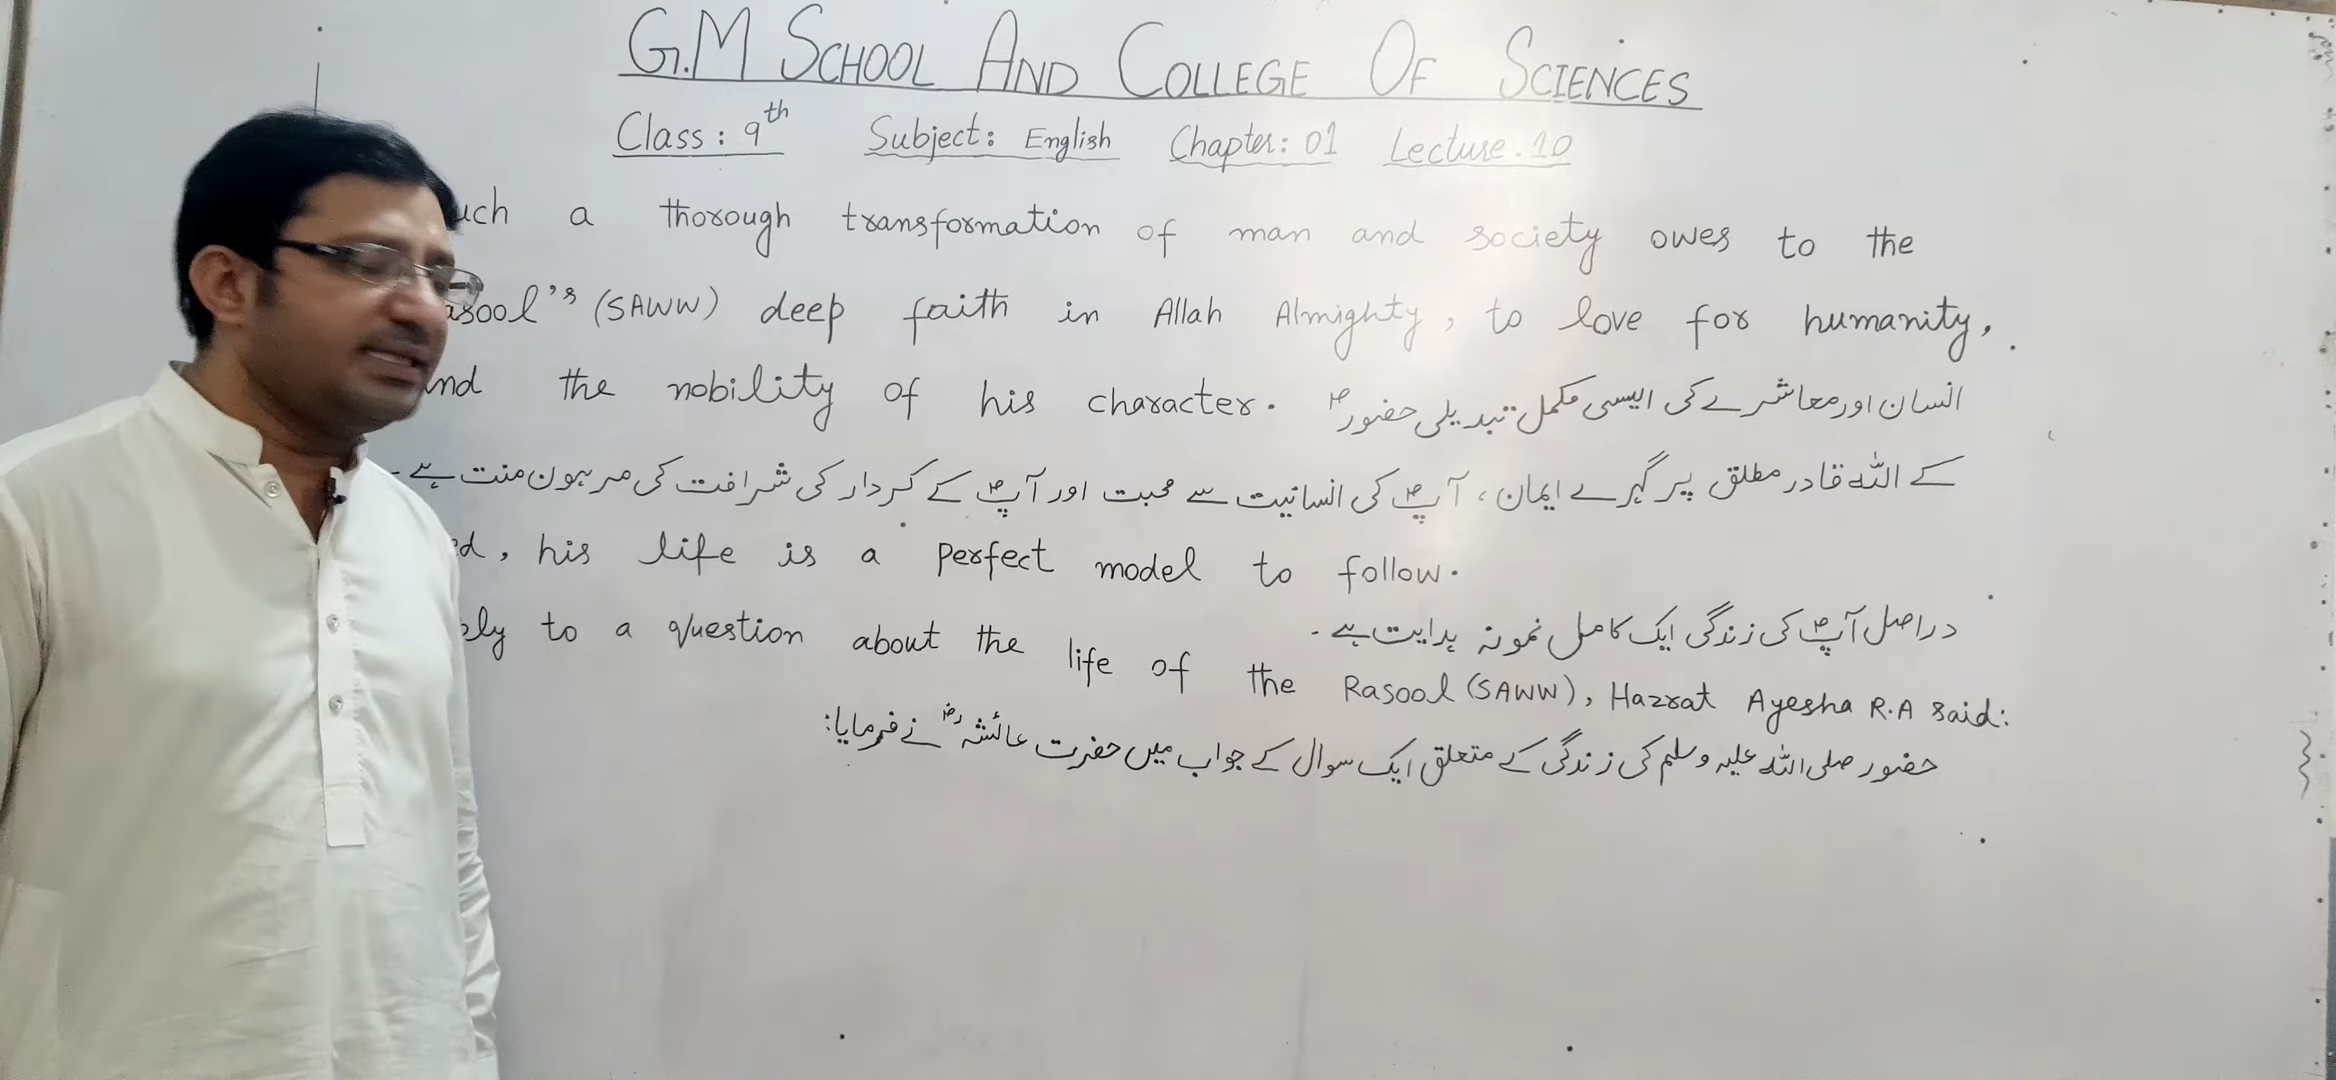 G.M SCHOOL AND COLLEGE OF SCIENCES
Class: 9th Subject: English Chapter: 01 Lecture.10
uch a thorough transformation of man and society owes to the
asool's (SAWW) deep faith in Allah Almighty, to love for humanity,
nd the nobility of his character. انسان اور معاشرے کی ایسی مکمل تبدیلی حضورؐ
کے اللہ قادر مطلق پر گہرے ایمان، آپؐ کی انسانیت سے محبت اور آپؐ کے کردار کی شرافت کی مرہون منت ہے۔
ed, his life is a perfect model to follow.
دراصل آپؐ کی زندگی ایک کامل نمونہ ہدایت ہے۔
ply to a question about the life of the Rasool (SAWW), Hazrat Ayesha R.A said:
حضور صلی اللہ علیہ وسلم کی زندگی کے متعلق ایک سوال کے جواب میں حضرت عائشہؓ نے فرمایا: